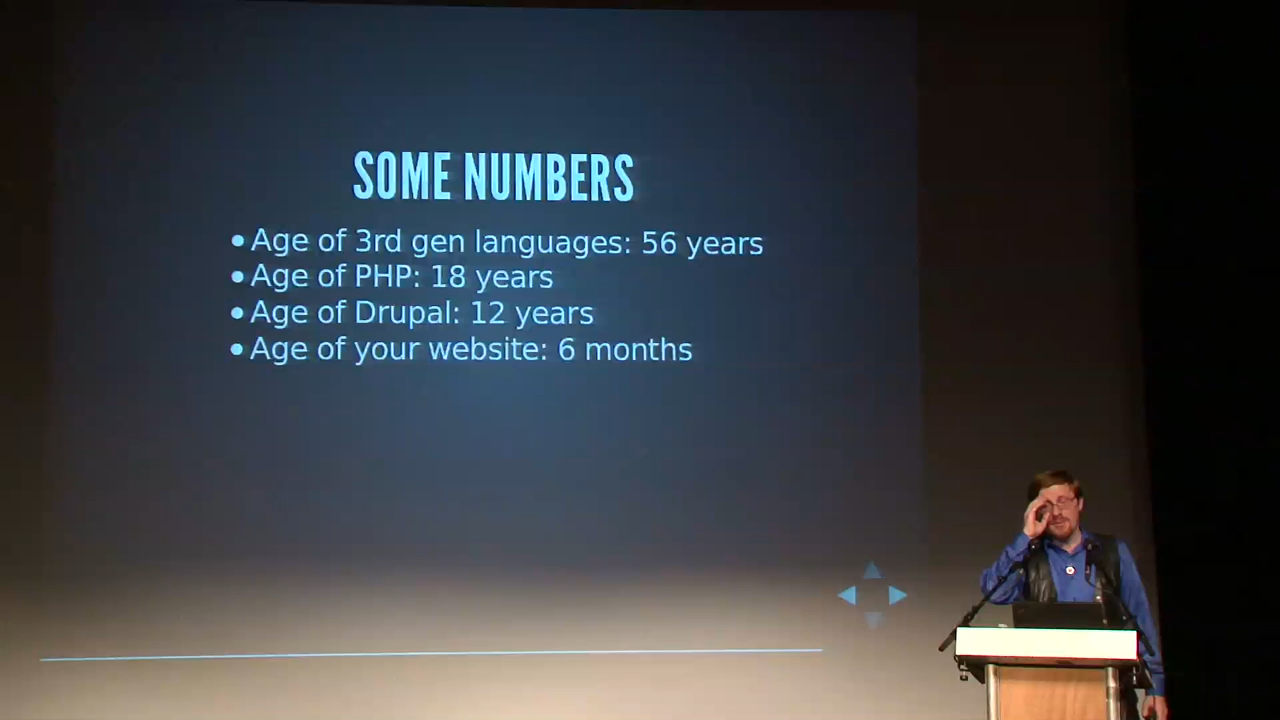 SOME NUMBERS
•Age of 3rd gen languages: 56 years
•Age of PHP: 18 years
•Age of Drupal: 12 years
•Age of your website: 6 months